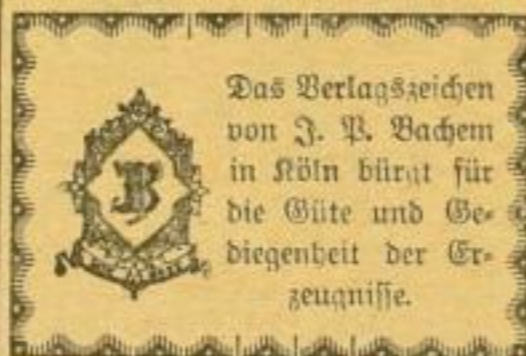 Das Verlagszeichen
von J. P. Bachem
in Köln bürgt für
die Güte und Ge-
diegenheit der Er-
zeugnisse.
B